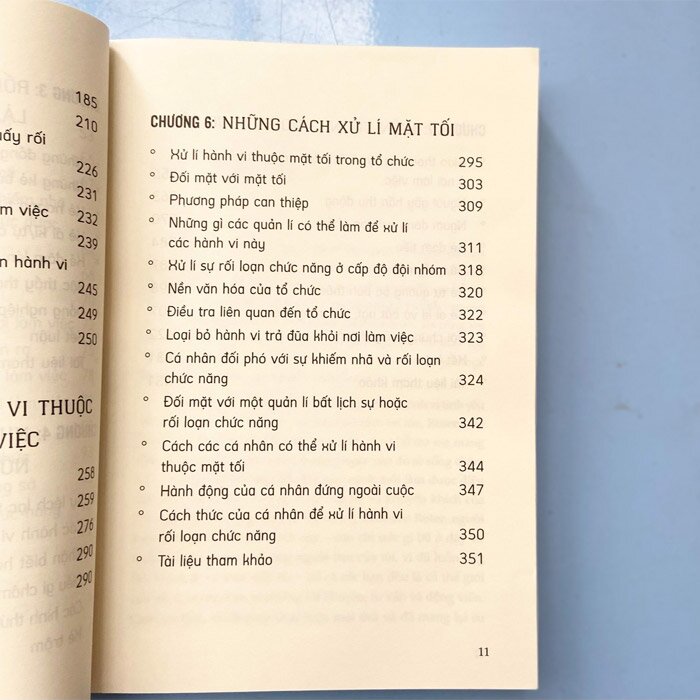 185
210
uấy rối
226
231
m việc
232
239
n hành vi
245
249
250
VI THUỘC
VIỆC
258
259
276
290
290
CHƯƠNG 6: NHỮNG CÁCH XỬ LÍ MẶT TỐI
° Xử lí hành vi thuộc mặt tối trong tổ chức 295
° Đối mặt với mặt tối 303
° Phương pháp can thiệp 309
° Những gì các quản lí có thể làm để xử lí
các hành vi này 311
° Xử lí sự rối loạn chức năng ở cấp độ đội nhóm 318
° Nền văn hóa của tổ chức 320
° Điều tra liên quan đến tổ chức 322
° Loại bỏ hành vi trả đũa khỏi nơi làm việc 323
° Cá nhân đối phó với sự khiếm nhã và rối loạn
chức năng 324
° Đối mặt với một quản lí bất lịch sự hoặc
rối loạn chức năng 342
° Cách các cá nhân có thể xử lí hành vi
thuộc mặt tối 344
° Hành động của cá nhân đứng ngoài cuộc 347
° Cách thức của cá nhân để xử lí hành vi
rối loạn chức năng 350
° Tài liệu tham khảo 351
11